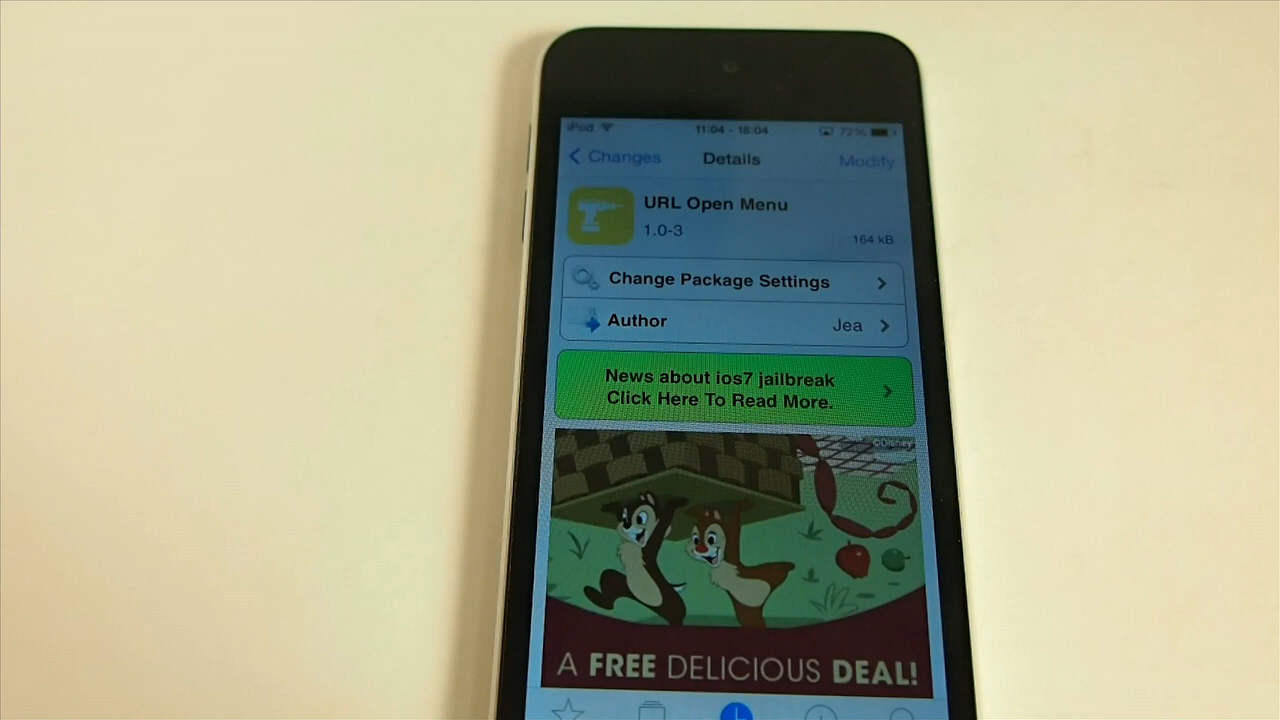 iPod 11:04 - 18:04 72%
Changes Details Modify
URL Open Menu
1.0-3
164 kB
Change Package Settings
Author Jea
News about ios7 jailbreak
Click Here To Read More.
©Disney
A FREE DELICIOUS DEAL!